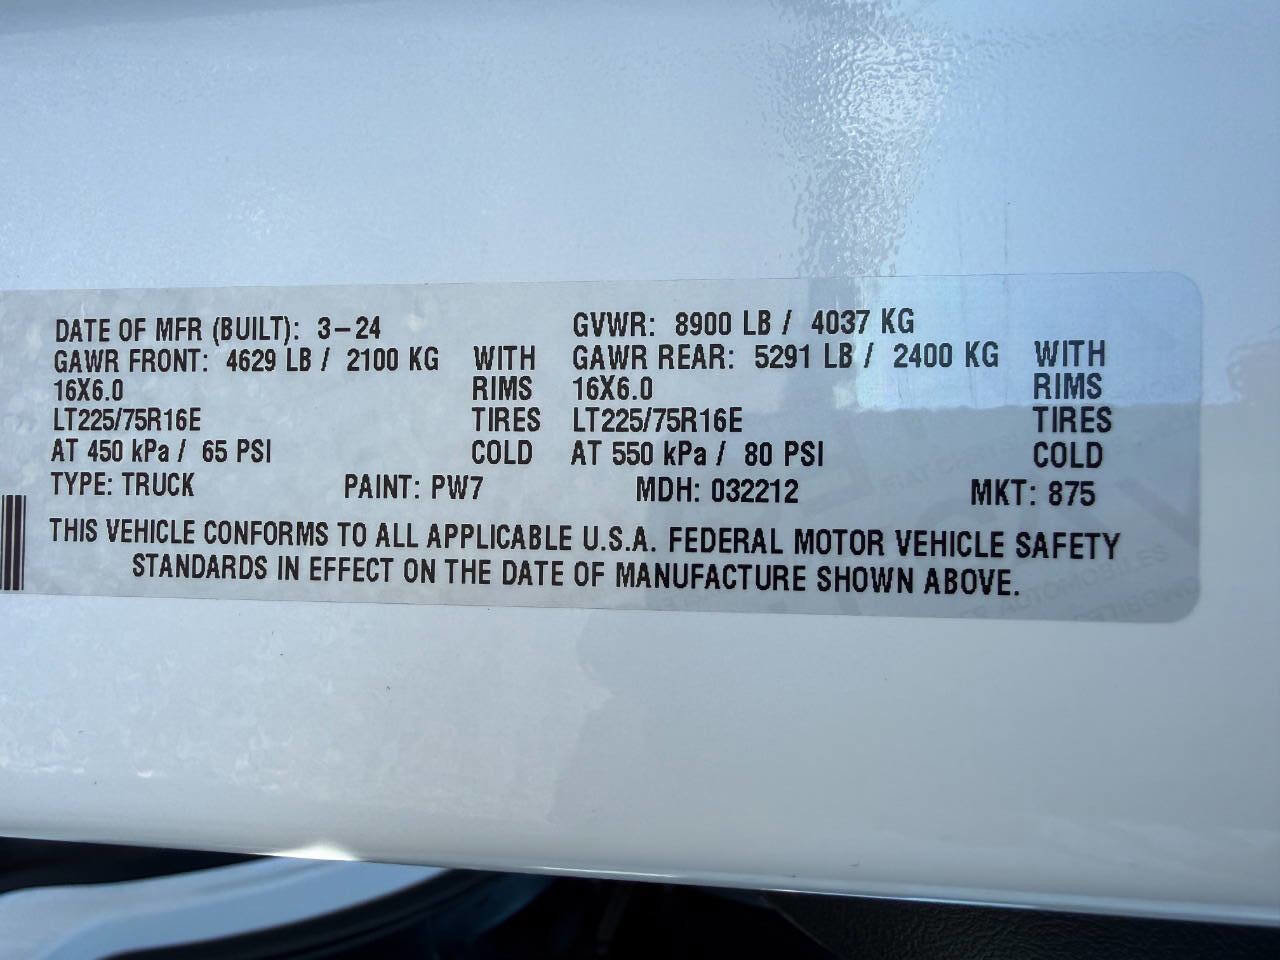 DATE OF MFR (BUILT): 3-24 GVWR: 8900 LB / 4037 KG
GAWR FRONT: 4629 LB / 2100 KG WITH GAWR REAR: 5291 LB / 2400 KG WITH
16X6.0 RIMS 16X6.0 RIMS
LT225/75R16E TIRES LT225/75R16E TIRES
AT 450 kPa / 65 PSI COLD AT 550 kPa / 80 PSI COLD
TYPE: TRUCK PAINT: PW7 MDH: 032212 MKT: 875
THIS VEHICLE CONFORMS TO ALL APPLICABLE U.S.A. FEDERAL MOTOR VEHICLE SAFETY
STANDARDS IN EFFECT ON THE DATE OF MANUFACTURE SHOWN ABOVE.